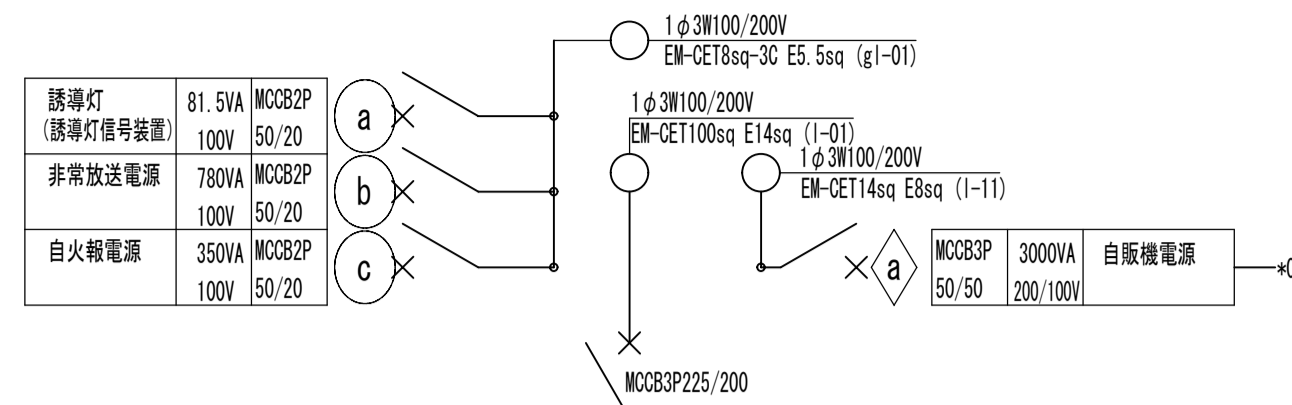 1φ3W100/200V
EM-CET8sq-3C E5.5sq (gl-01)
1φ3W100/200V
EM-CET100sq E14sq (l-01)
1φ3W100/200V
EM-CET14sq E8sq (l-11)
誘導灯 81.5VA MCCB2P
(誘導灯信号装置) 100V 50/20
a
非常放送電源 780VA MCCB2P
100V 50/20
b
自火報電源 350VA MCCB2P
100V 50/20
c
a
MCCB3P 3000VA 自販機電源
50/50 200/100V
MCCB3P225/200